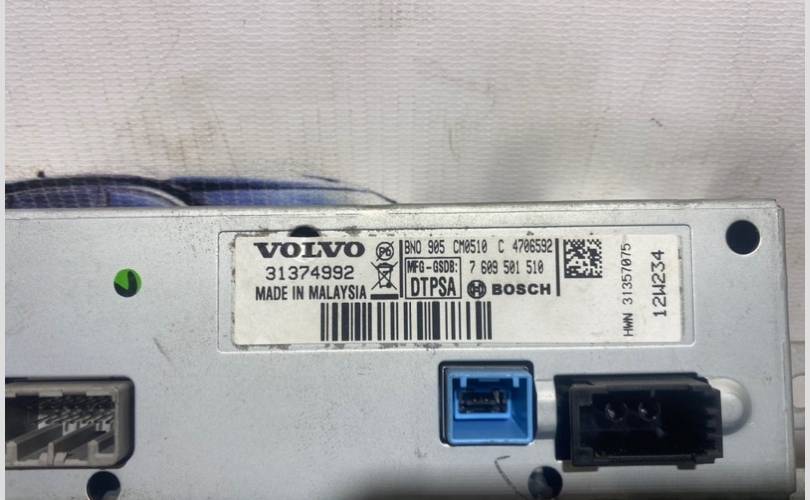 VOLVO
31374992
MADE IN MALAYSIA
Pb
BNO 905 CM0510 C 4706592
MFG-GSDB:
DTPSA
7 609 501 510
BOSCH
HWN 31357075
12W234